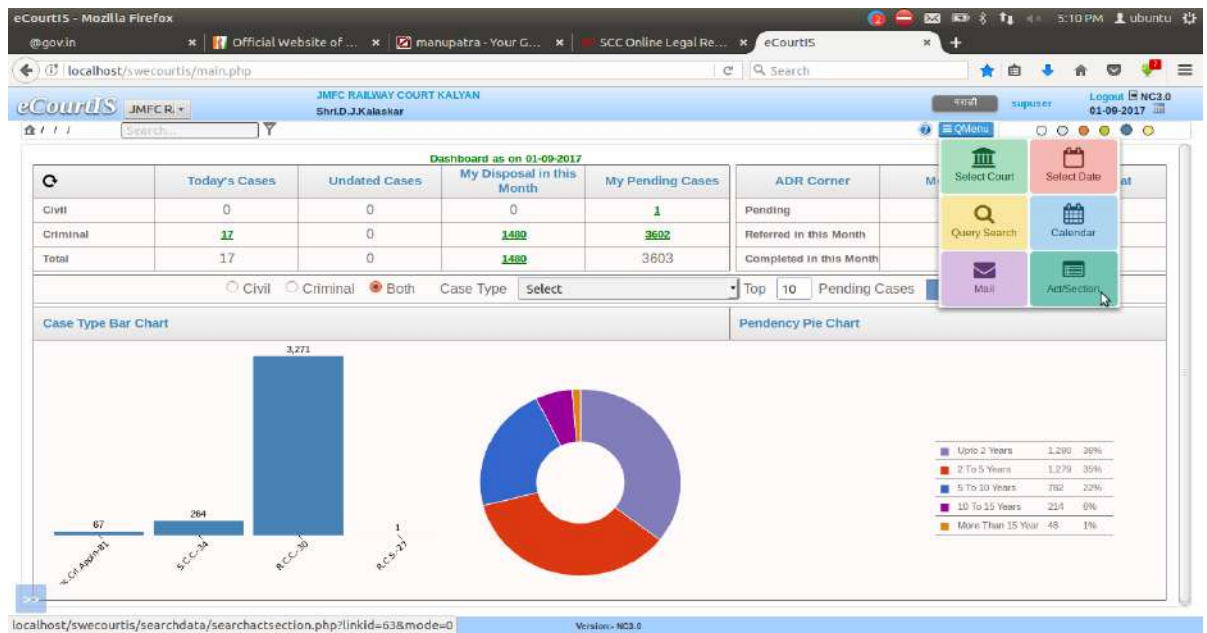 eCourtIS - Mozilla Firefox
5:10 PM ubuntu
@gov.in × Official Website of ... × manupatra - Your G... × SCC Online Legal Re... × eCourtIS × +
localhost/swecourtis/main.php Search
eCourtIS JMFC R. JMFC RAILWAY COURT KALYAN मराठी supuser Logout NC3.0
Shri.D.J.Kalaskar 01-09-2017
/ / / Search... QMenu
Dashboard as on 01-09-2017
Today's Cases Undated Cases My Disposal in this Month My Pending Cases ADR Corner
Select Court Select Date
Civil 0 0 0 1 Pending
Query Search Calendar
Criminal 17 0 1480 3602 Referred in this Month
Total 17 0 1480 3603 Completed in this Month
Mail Act/Section
Civil Criminal Both Case Type Select Top 10 Pending Cases
Case Type Bar Chart Pendency Pie Chart
3,271
264
67
1
S.C.C.-34 R.C.C.-30 R.C.S.-27
Upto 2 Years 36%
2 To 5 Years 1,279 35%
5 To 10 Years 782 22%
10 To 15 Years 214 6%
More Than 15 Year 48 1%
>>
localhost/swecourtis/searchdata/searchactsection.php?linkid=63&mode=0 Version:- NC3.0